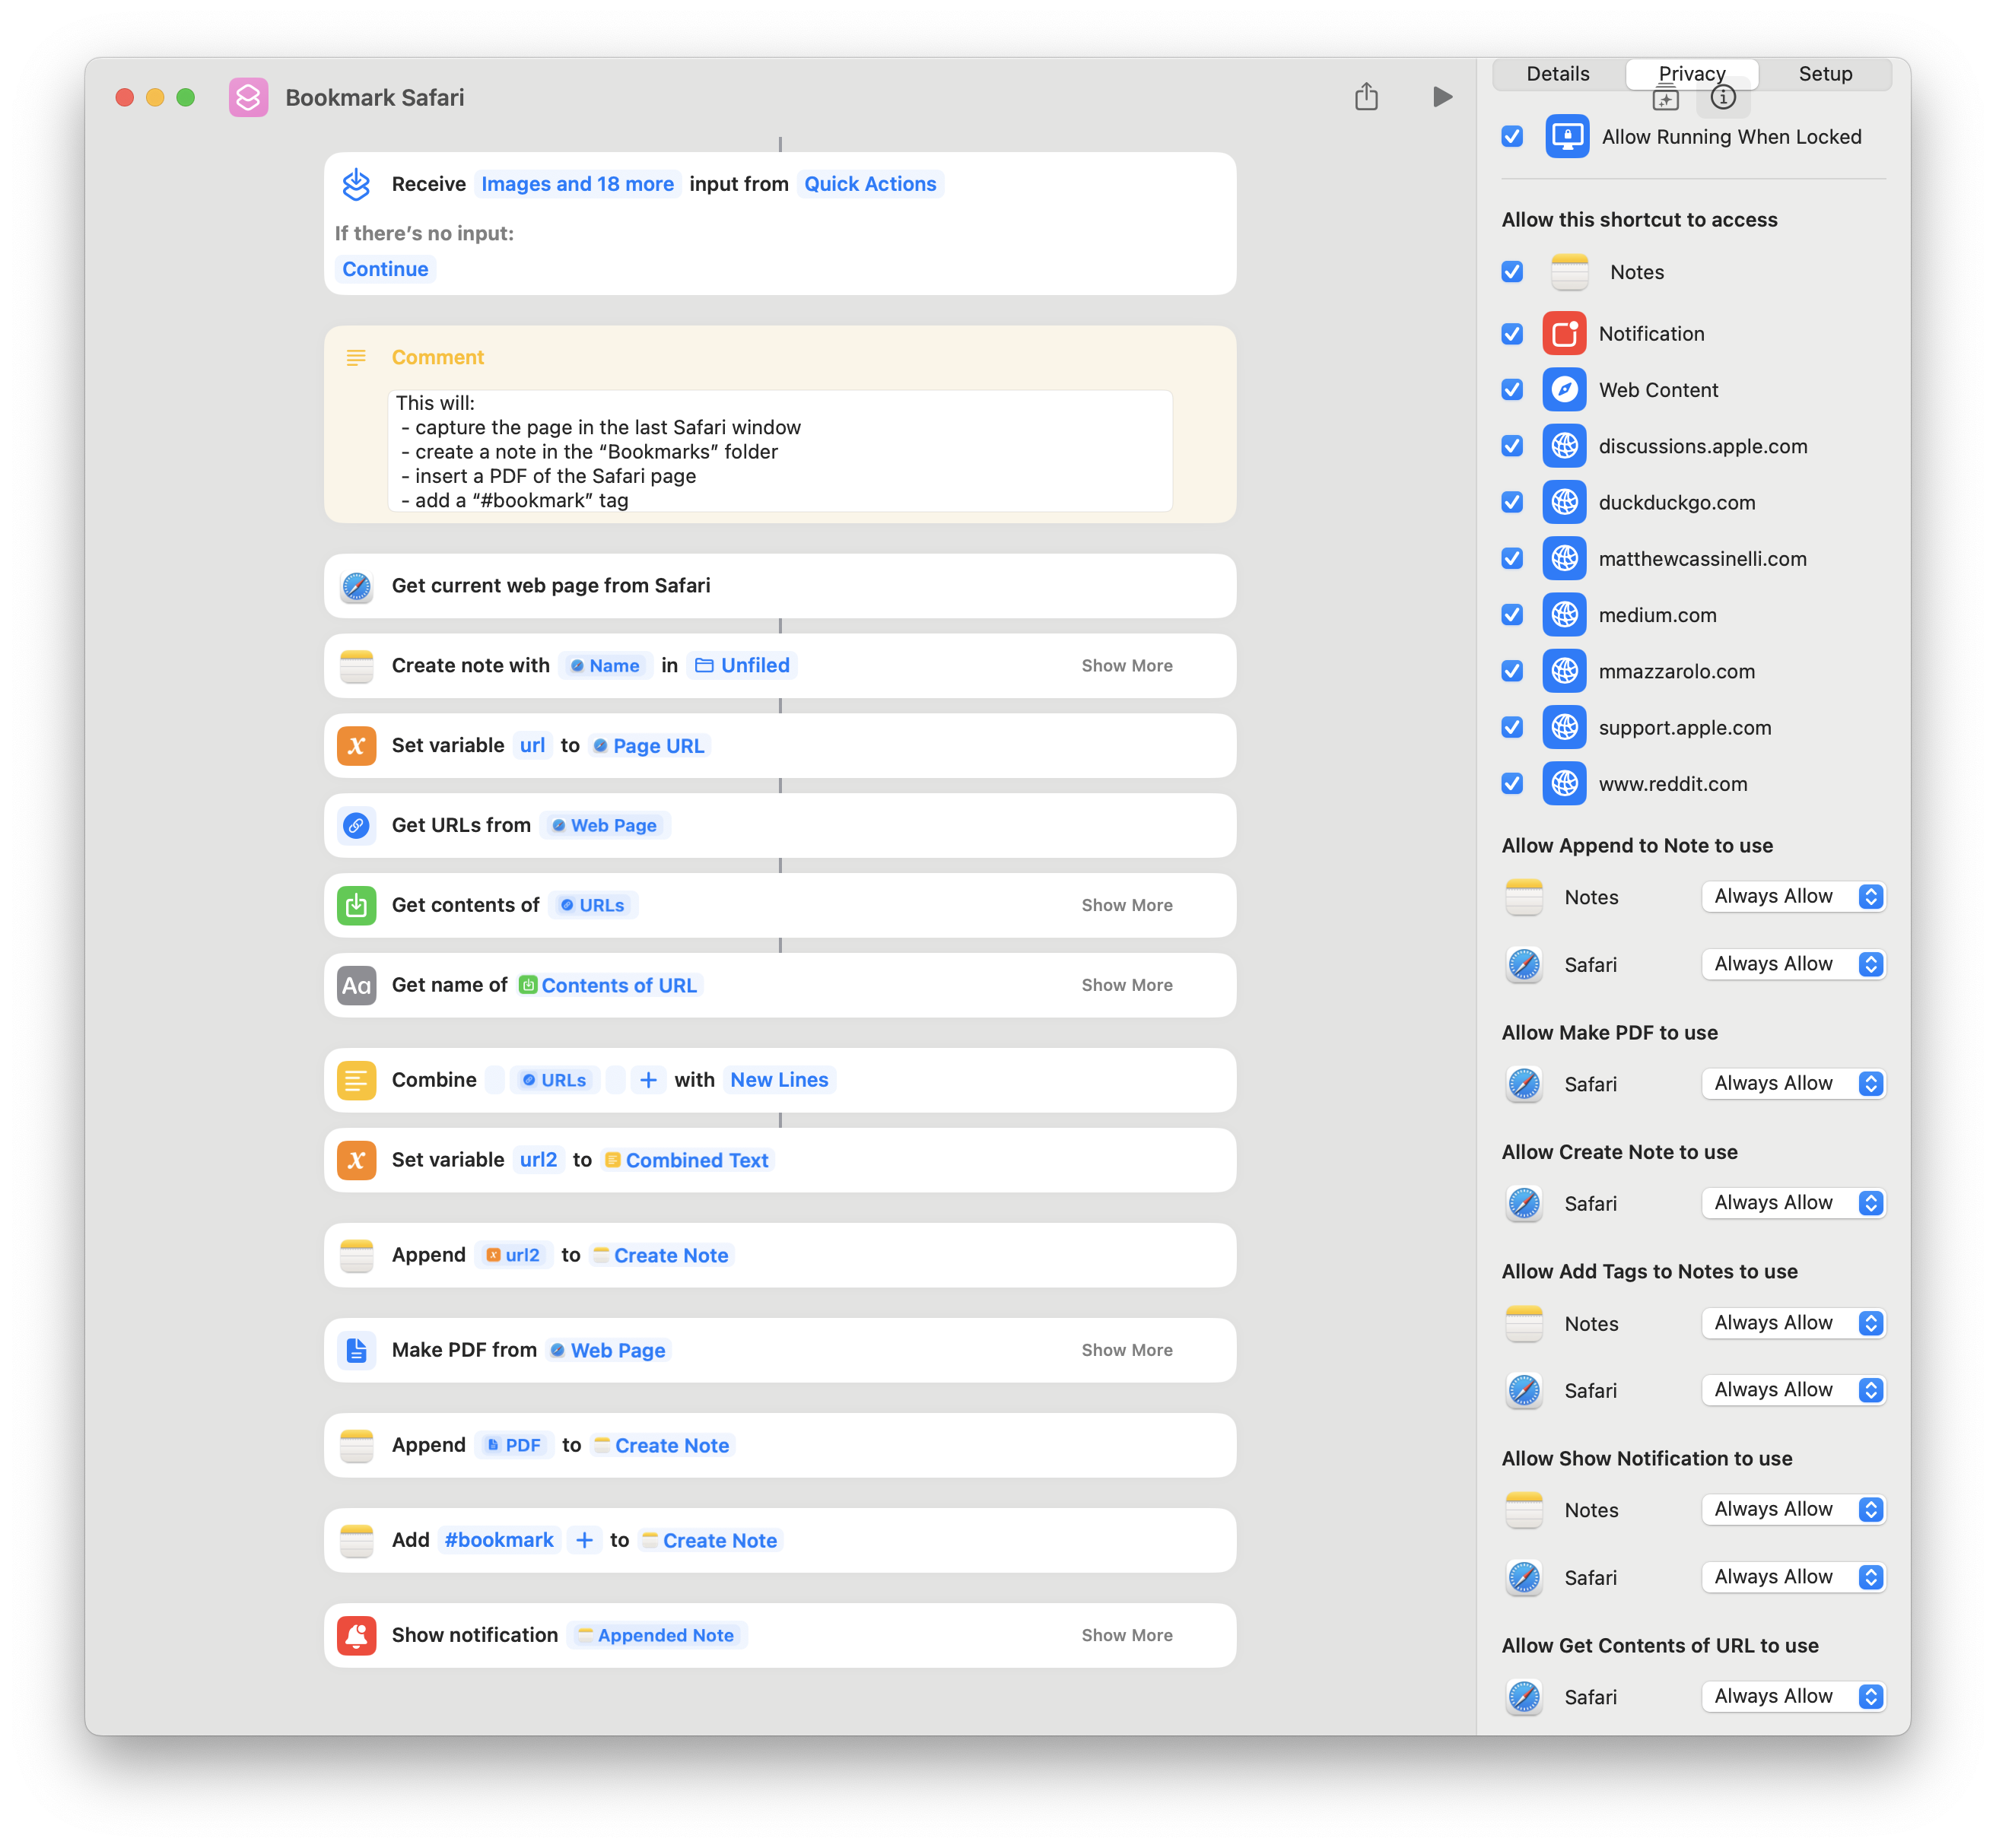 Bookmark Safari
Receive Images and 18 more input from Quick Actions
If there’s no input:
Continue
Comment
This will:
- capture the page in the last Safari window
- create a note in the “Bookmarks” folder
- insert a PDF of the Safari page
- add a “#bookmark” tag
Get current web page from Safari
Create note with Name in Unfiled Show More
x Set variable url to Page URL
Get URLs from Web Page
Get contents of URLs Show More
Aa Get name of Contents of URL Show More
Combine URLs + with New Lines
x Set variable url2 to Combined Text
Append x url2 to Create Note
Make PDF from Web Page Show More
Append PDF to Create Note
Add #bookmark + to Create Note
Show notification Appended Note Show More
Details Privacy Setup
Allow Running When Locked
Allow this shortcut to access
Notes
Notification
Web Content
discussions.apple.com
duckduckgo.com
matthewcassinelli.com
medium.com
mmazzarolo.com
support.apple.com
www.reddit.com
Allow Append to Note to use
Notes Always Allow
Safari Always Allow
Allow Make PDF to use
Safari Always Allow
Allow Create Note to use
Safari Always Allow
Allow Add Tags to Notes to use
Notes Always Allow
Safari Always Allow
Allow Show Notification to use
Notes Always Allow
Safari Always Allow
Allow Get Contents of URL to use
Safari Always Allow